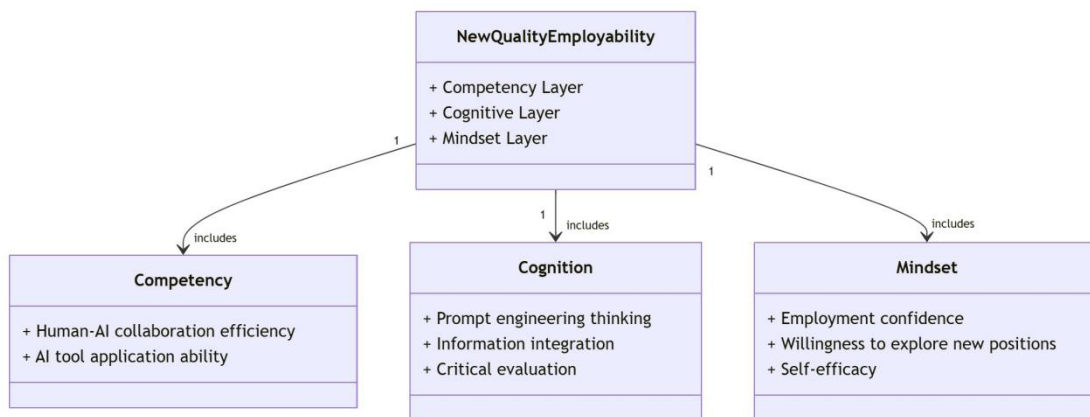 NewQualityEmployability
+ Competency Layer
+ Cognitive Layer
+ Mindset Layer
1
1
1
includes
includes
includes
Competency
+ Human-AI collaboration efficiency
+ AI tool application ability
Cognition
+ Prompt engineering thinking
+ Information integration
+ Critical evaluation
Mindset
+ Employment confidence
+ Willingness to explore new positions
+ Self-efficacy